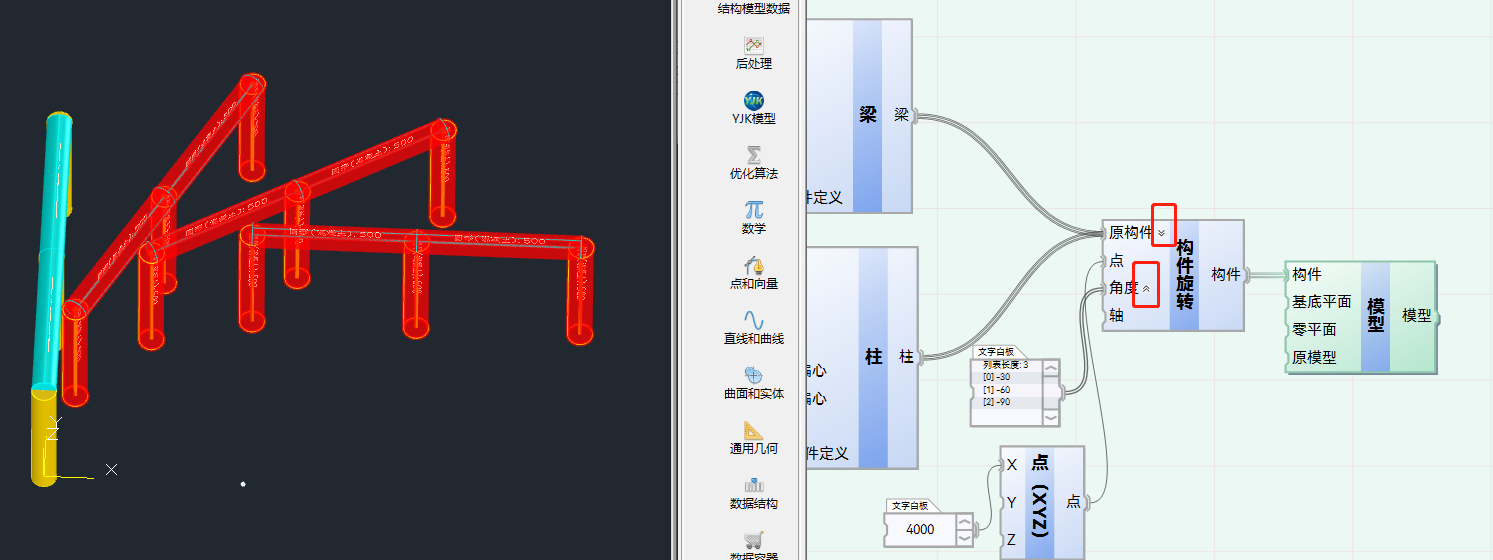 结构模型数据
后处理
YJK
YJK模型
优化算法
数学
点和向量
直线和曲线
曲面和实体
通用几何
数据结构
数据容器
梁
梁
件定义
柱
柱
偏心
偏心
件定义
原构件
点
角度
轴
构件旋转
构件
构件
基底平面
零平面
原模型
模型
模型
文字白板
列表长度: 3
[0] -30
[1] -60
[2] -90
文字白板
4000
X
Y
Z
点（XYZ）
点
X